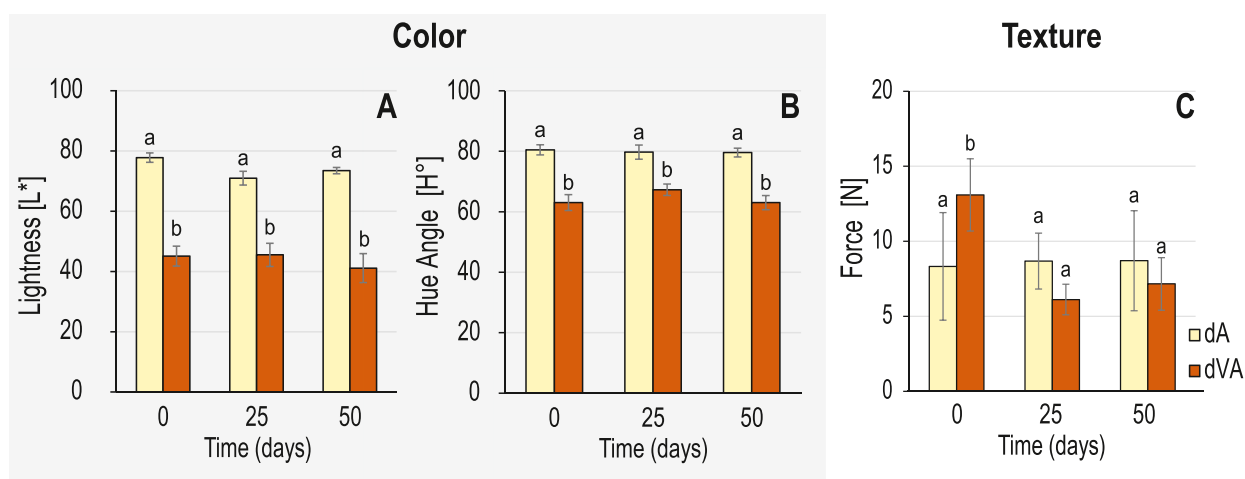 Color
Texture
A
100
80
60
40
20
0
Lightness [L*]
a
b
a
b
a
b
0
25
50
Time (days)
B
100
80
60
40
20
0
Hue Angle [H°]
a
b
a
b
a
b
0
25
50
Time (days)
C
20
15
10
5
0
Force [N]
a
b
a
a
a
a
0
25
50
Time (days)
dA
dVA